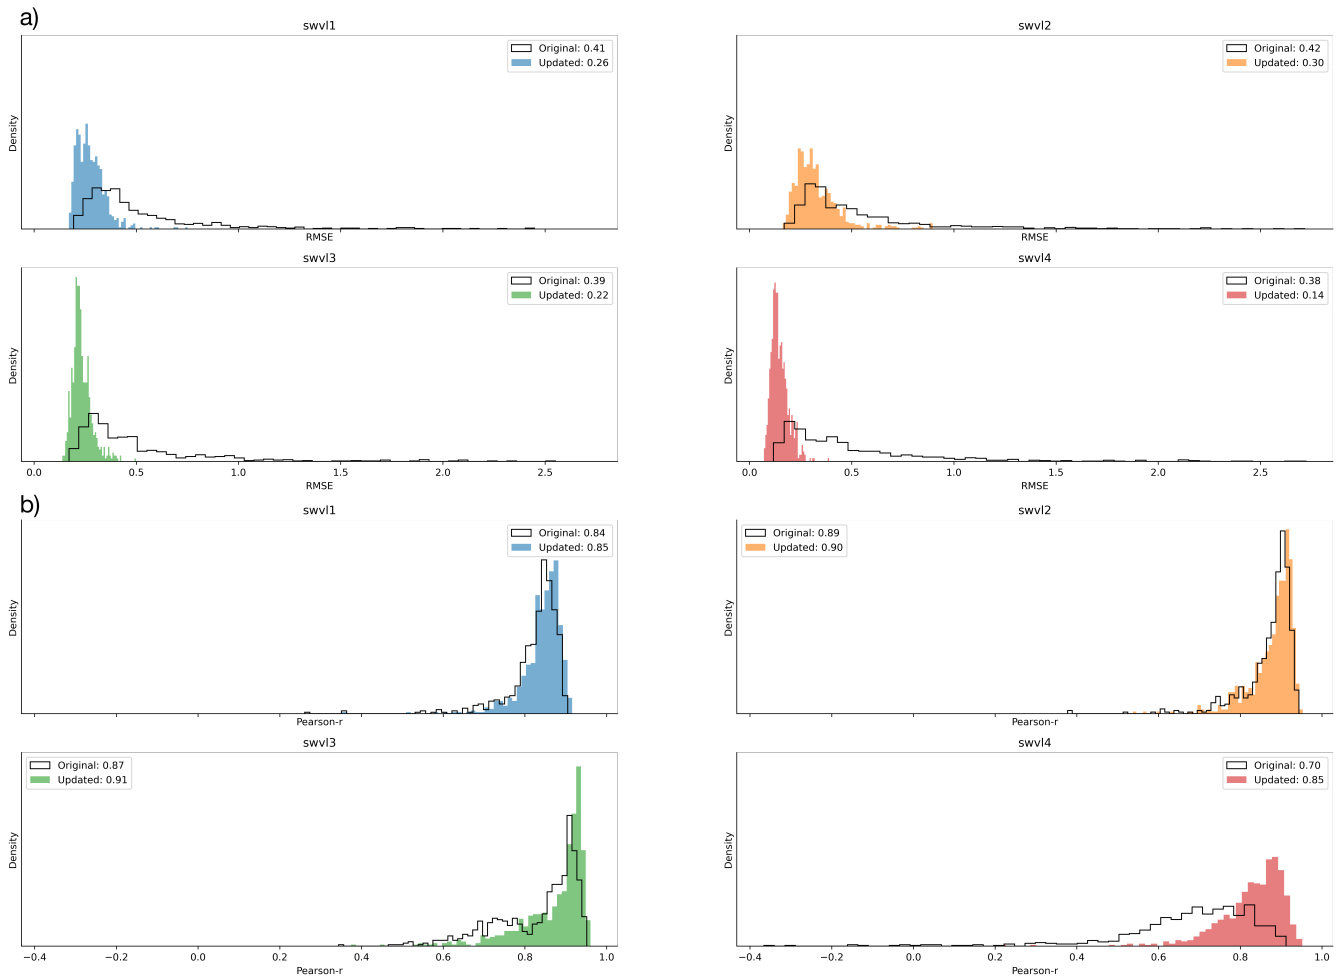 a)
swvl1
Original: 0.41
Updated: 0.26
Density
RMSE
swvl2
Original: 0.42
Updated: 0.30
Density
RMSE
swvl3
Original: 0.39
Updated: 0.22
Density
0.0 0.5 1.0 1.5 2.0 2.5
RMSE
swvl4
Original: 0.38
Updated: 0.14
Density
0.0 0.5 1.0 1.5 2.0 2.5
RMSE
b)
swvl1
Original: 0.84
Updated: 0.85
Density
Pearson-r
swvl2
Original: 0.89
Updated: 0.90
Density
Pearson-r
swvl3
Original: 0.87
Updated: 0.91
Density
−0.4 −0.2 0.0 0.2 0.4 0.6 0.8 1.0
Pearson-r
swvl4
Original: 0.70
Updated: 0.85
Density
−0.4 −0.2 0.0 0.2 0.4 0.6 0.8 1.0
Pearson-r